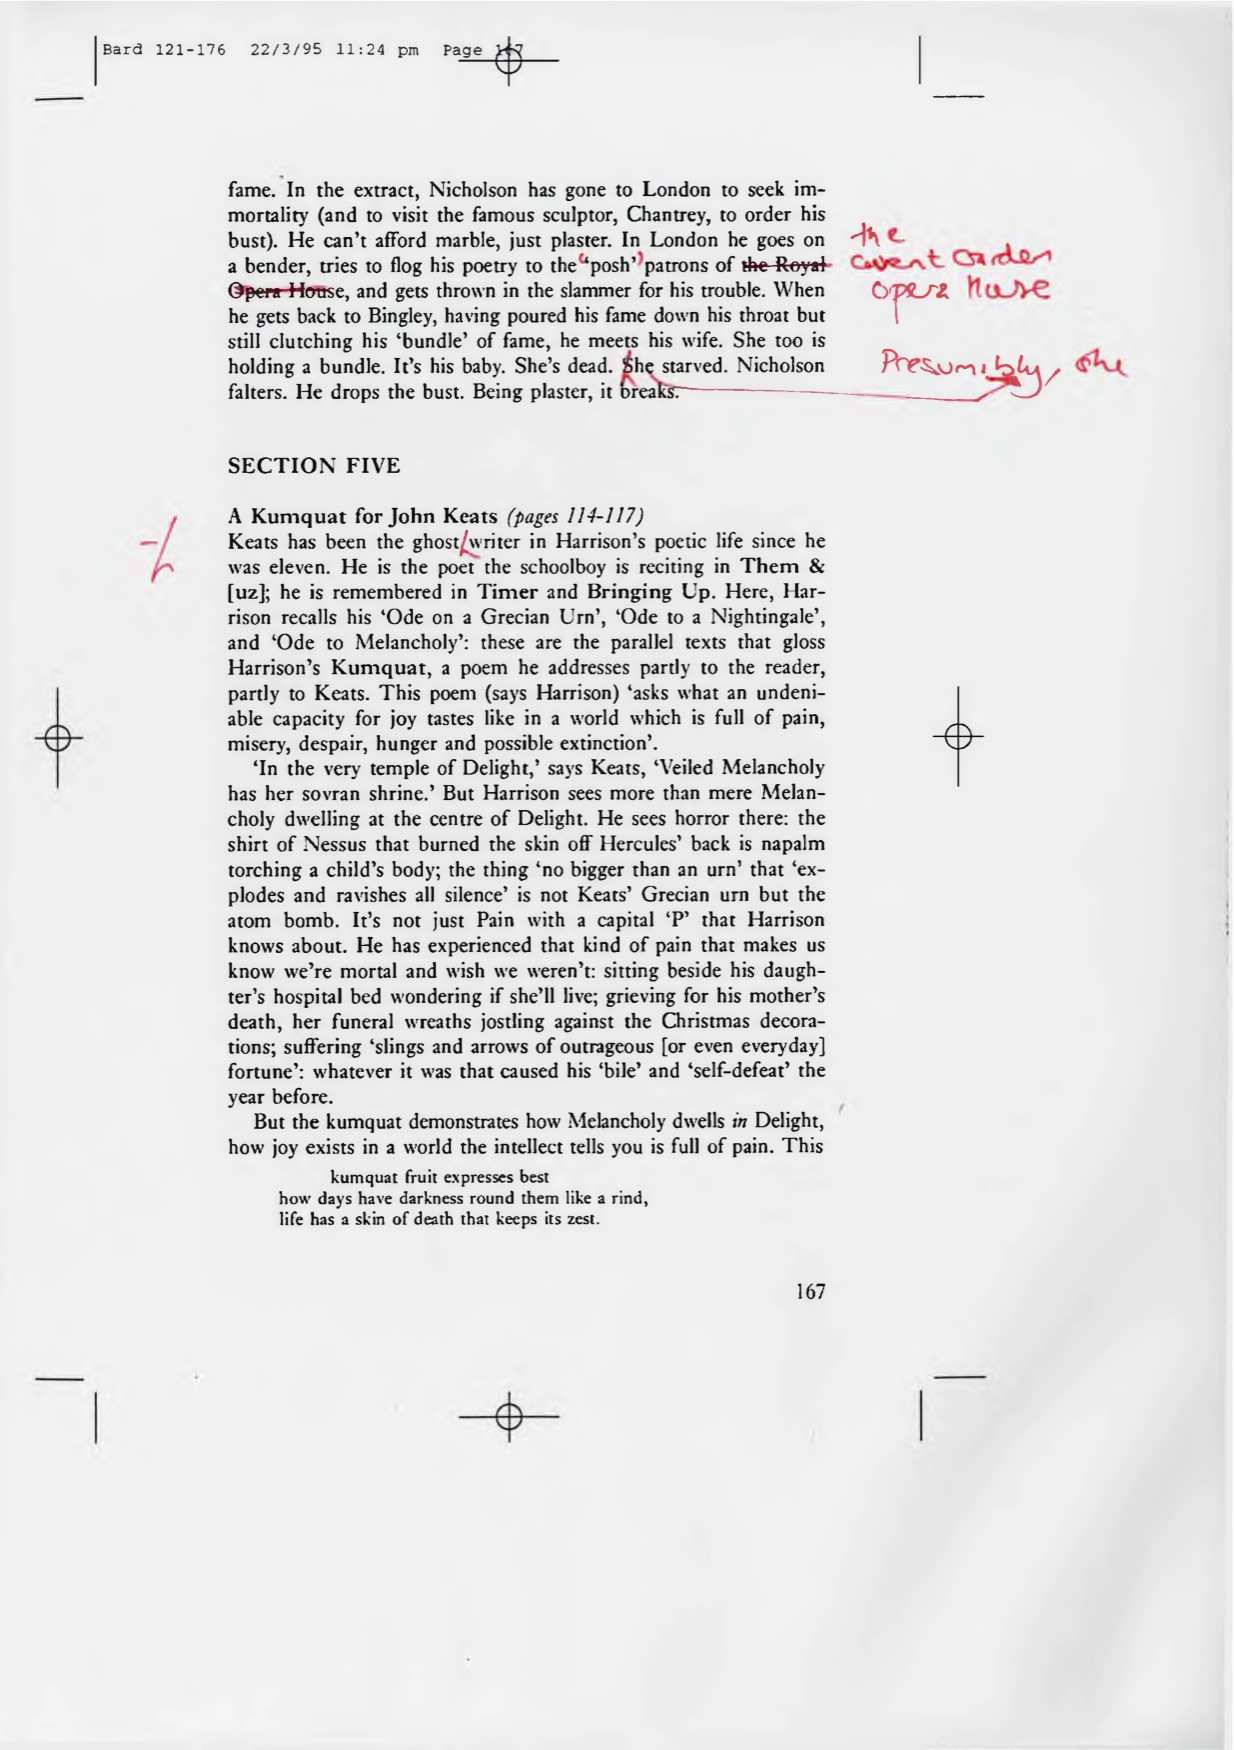 Bard 121-176 22/3/95 11:24 pm Page 167
fame. In the extract, Nicholson has gone to London to seek im-
mortality (and to visit the famous sculptor, Chantrey, to order his
bust). He can't afford marble, just plaster. In London he goes on
the
a bender, tries to flog his poetry to the “‘posh’” patrons of the Royal
Covent Garden
Opera House, and gets thrown in the slammer for his trouble. When
Opera House
he gets back to Bingley, having poured his fame down his throat but
still clutching his ‘bundle’ of fame, he meets his wife. She too is
holding a bundle. It's his baby. She's dead. She starved. Nicholson
Presumibly, she
falters. He drops the bust. Being plaster, it breaks.
SECTION FIVE
A Kumquat for John Keats (pages 114-117)
Keats has been the ghost/writer in Harrison's poetic life since he
was eleven. He is the poet the schoolboy is reciting in Them &
[uz]; he is remembered in Timer and Bringing Up. Here, Har-
rison recalls his ‘Ode on a Grecian Urn’, ‘Ode to a Nightingale’,
and ‘Ode to Melancholy’: these are the parallel texts that gloss
Harrison's Kumquat, a poem he addresses partly to the reader,
partly to Keats. This poem (says Harrison) ‘asks what an undeni-
able capacity for joy tastes like in a world which is full of pain,
misery, despair, hunger and possible extinction’.
‘In the very temple of Delight,’ says Keats, ‘Veiled Melancholy
has her sovran shrine.’ But Harrison sees more than mere Melan-
choly dwelling at the centre of Delight. He sees horror there: the
shirt of Nessus that burned the skin off Hercules’ back is napalm
torching a child's body; the thing ‘no bigger than an urn’ that ‘ex-
plodes and ravishes all silence’ is not Keats’ Grecian urn but the
atom bomb. It's not just Pain with a capital ‘P’ that Harrison
knows about. He has experienced that kind of pain that makes us
know we're mortal and wish we weren't: sitting beside his daugh-
ter's hospital bed wondering if she'll live; grieving for his mother's
death, her funeral wreaths jostling against the Christmas decora-
tions; suffering ‘slings and arrows of outrageous [or even everyday]
fortune’: whatever it was that caused his ‘bile’ and ‘self-defeat’ the
year before.
But the kumquat demonstrates how Melancholy dwells in Delight,
how joy exists in a world the intellect tells you is full of pain. This
kumquat fruit expresses best
how days have darkness round them like a rind,
life has a skin of death that keeps its zest.
167